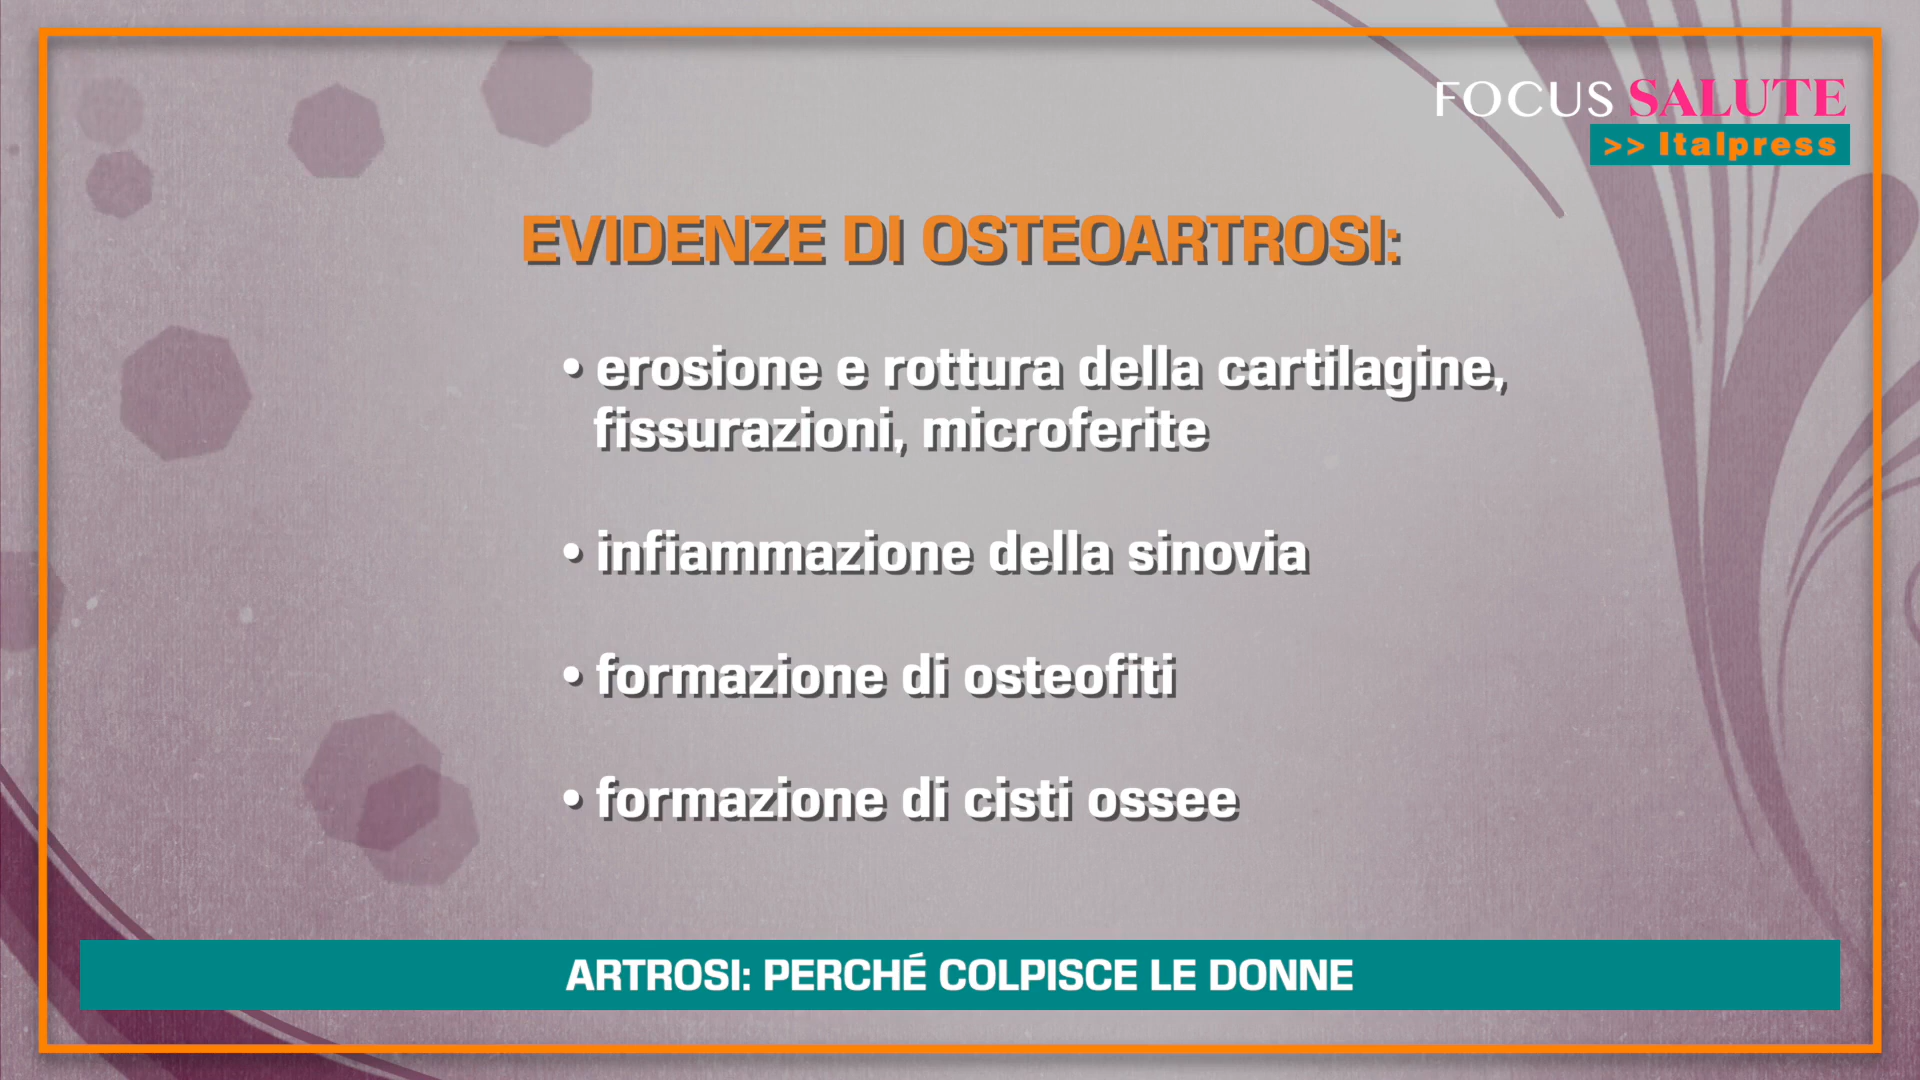 FOCUS SALUTE
>> Italpress
EVIDENZE DI OSTEOARTROSI:
• erosione e rottura della cartilagine,
fissurazioni, microferite
• infiammazione della sinovia
• formazione di osteofiti
• formazione di cisti ossee
ARTROSI: PERCHÉ COLPISCE LE DONNE